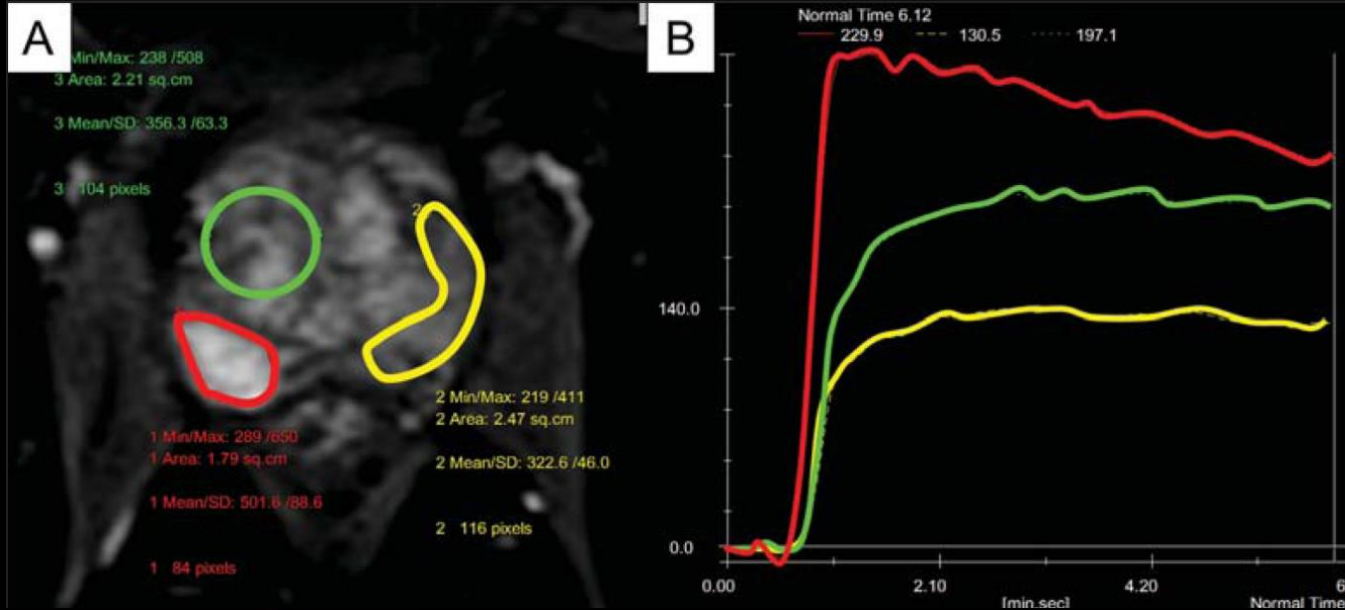 A
Min/Max: 238 /508
3 Area: 2.21 sq.cm
3 Mean/SD: 356.3 /63.3
3 104 pixels
2
2 Min/Max: 219 /411
2 Area: 2.47 sq.cm
2 Mean/SD: 322.6 /46.0
2 116 pixels
1 Min/Max: 289 /650
1 Area: 1.79 sq.cm
1 Mean/SD: 501.6 /88.6
1 84 pixels
B
Normal Time 6.12
229.9 130.5 197.1
140.0
0.0
0.00 2.10 4.20 6
[min.sec] Normal Time